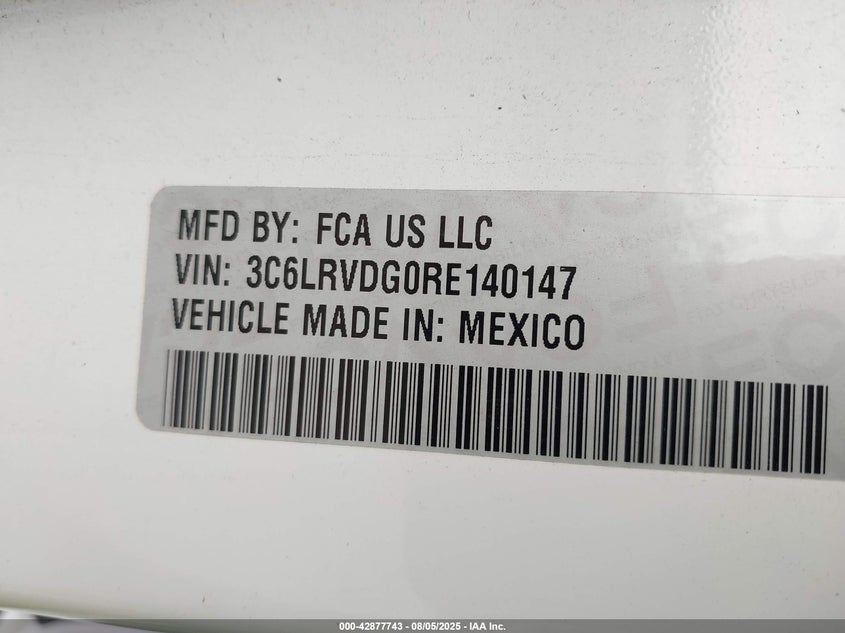 MFD BY: FCA US LLC
VIN: 3C6LRVDG0RE140147
VEHICLE MADE IN: MEXICO
000-42877743 - 08/05/2025 - IAA Inc.